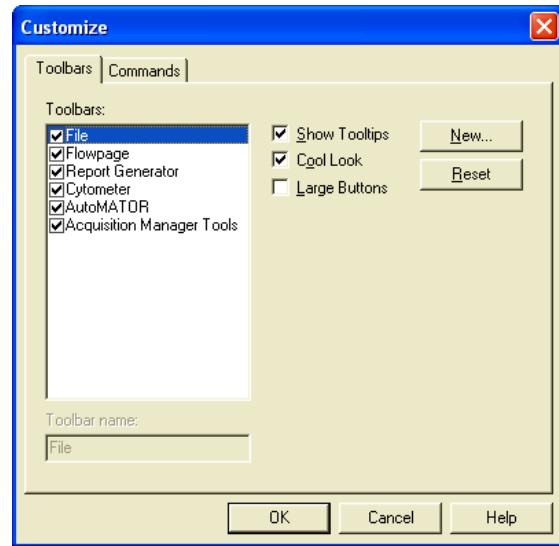 Customize
Toolbars Commands
Toolbars:
File
Flowpage
Report Generator
Cytometer
AutoMATOR
Acquisition Manager Tools
Show Tooltips
Cool Look
Large Buttons
New...
Reset
Toolbar name:
File
OK Cancel Help